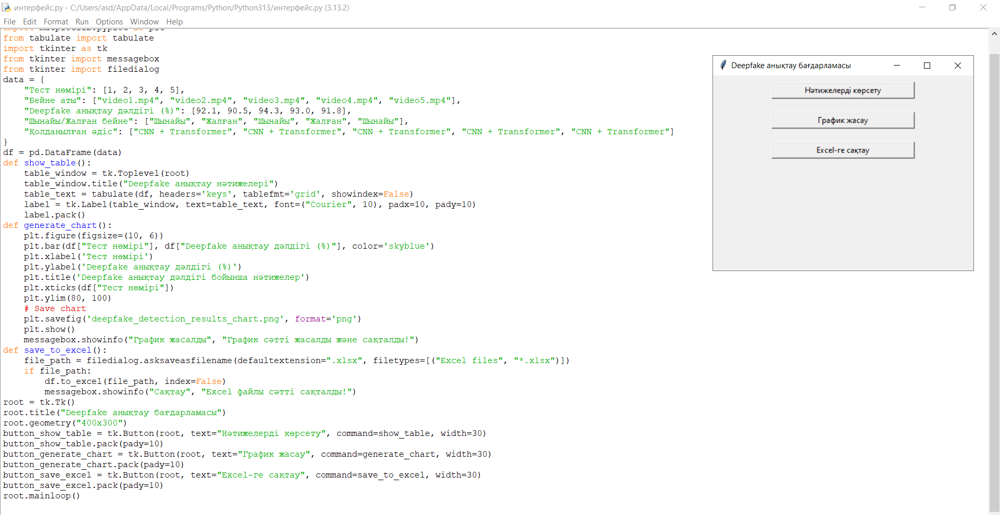 интерфейс.py - C:/Users/asd/AppData/Local/Programs/Python/Python313/интерфейс.py (3.13.2)
File Edit Format Run Options Window Help
import matplotlib.pyplot as plt
from tabulate import tabulate
import tkinter as tk
from tkinter import messagebox
from tkinter import filedialog
data = {
    "Тест нөмірі": [1, 2, 3, 4, 5],
    "Бейне аты": ["video1.mp4", "video2.mp4", "video3.mp4", "video4.mp4", "video5.mp4"],
    "Deepfake анықтау дәлдігі (%)": [92.1, 90.5, 94.3, 93.0, 91.8],
    "Шынайы/Жалған бейне": ["Шынайы", "Жалған", "Шынайы", "Жалған", "Шынайы"],
    "Қолданылған әдіс": ["CNN + Transformer", "CNN + Transformer", "CNN + Transformer", "CNN + Transformer", "CNN + Transformer"]
}
df = pd.DataFrame(data)
def show_table():
    table_window = tk.Toplevel(root)
    table_window.title("Deepfake анықтау нәтижелері")
    table_text = tabulate(df, headers='keys', tablefmt='grid', showindex=False)
    label = tk.Label(table_window, text=table_text, font=("Courier", 10), padx=10, pady=10)
    label.pack()
def generate_chart():
    plt.figure(figsize=(10, 6))
    plt.bar(df["Тест нөмірі"], df["Deepfake анықтау дәлдігі (%)"], color='skyblue')
    plt.xlabel('Тест нөмірі')
    plt.ylabel('Deepfake анықтау дәлдігі (%)')
    plt.title('Deepfake анықтау дәлдігі бойынша нәтижелер')
    plt.xticks(df["Тест нөмірі"])
    plt.ylim(80, 100)
    # Save chart
    plt.savefig('deepfake_detection_results_chart.png', format='png')
    plt.show()
    messagebox.showinfo("График жасалды", "График сәтті жасалды және сақталды!")
def save_to_excel():
    file_path = filedialog.asksaveasfilename(defaultextension=".xlsx", filetypes=[("Excel files", "*.xlsx")])
    if file_path:
        df.to_excel(file_path, index=False)
        messagebox.showinfo("Сақтау", "Excel файлы сәтті сақталды!")
root = tk.Tk()
root.title("Deepfake анықтау бағдарламасы")
root.geometry("400x300")
button_show_table = tk.Button(root, text="Нәтижелерді көрсету", command=show_table, width=30)
button_show_table.pack(pady=10)
button_generate_chart = tk.Button(root, text="График жасау", command=generate_chart, width=30)
button_generate_chart.pack(pady=10)
button_save_excel = tk.Button(root, text="Excel-ге сақтау", command=save_to_excel, width=30)
button_save_excel.pack(pady=10)
root.mainloop()
Deepfake анықтау бағдарламасы
Нәтижелерді көрсету
График жасау
Excel-ге сақтау